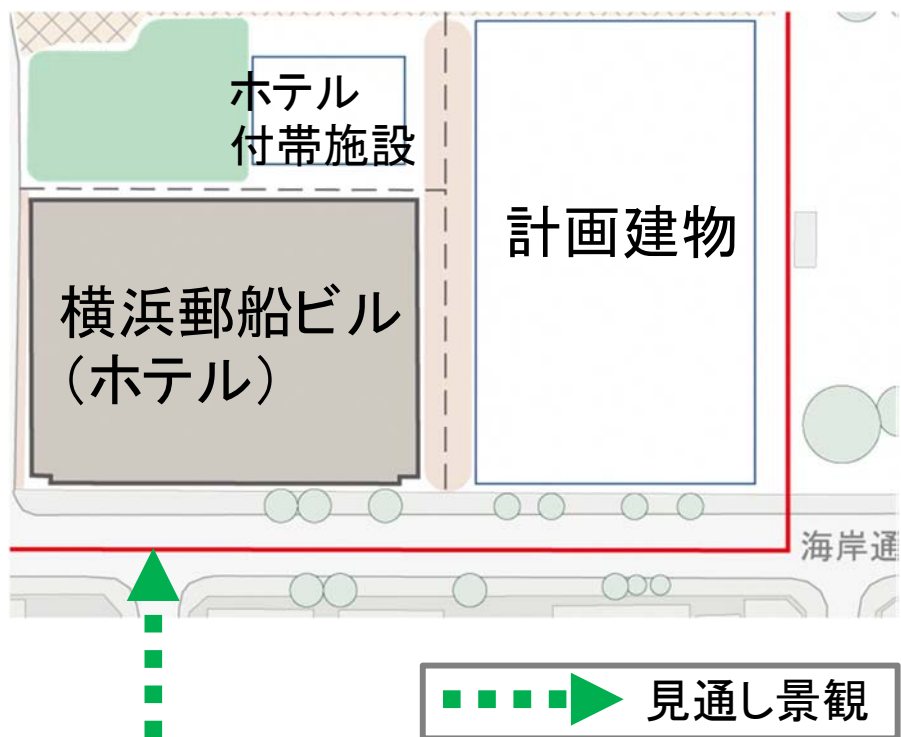 ホテル
付帯施設
計画建物
横浜郵船ビル
（ホテル）
海岸通
見通し景観